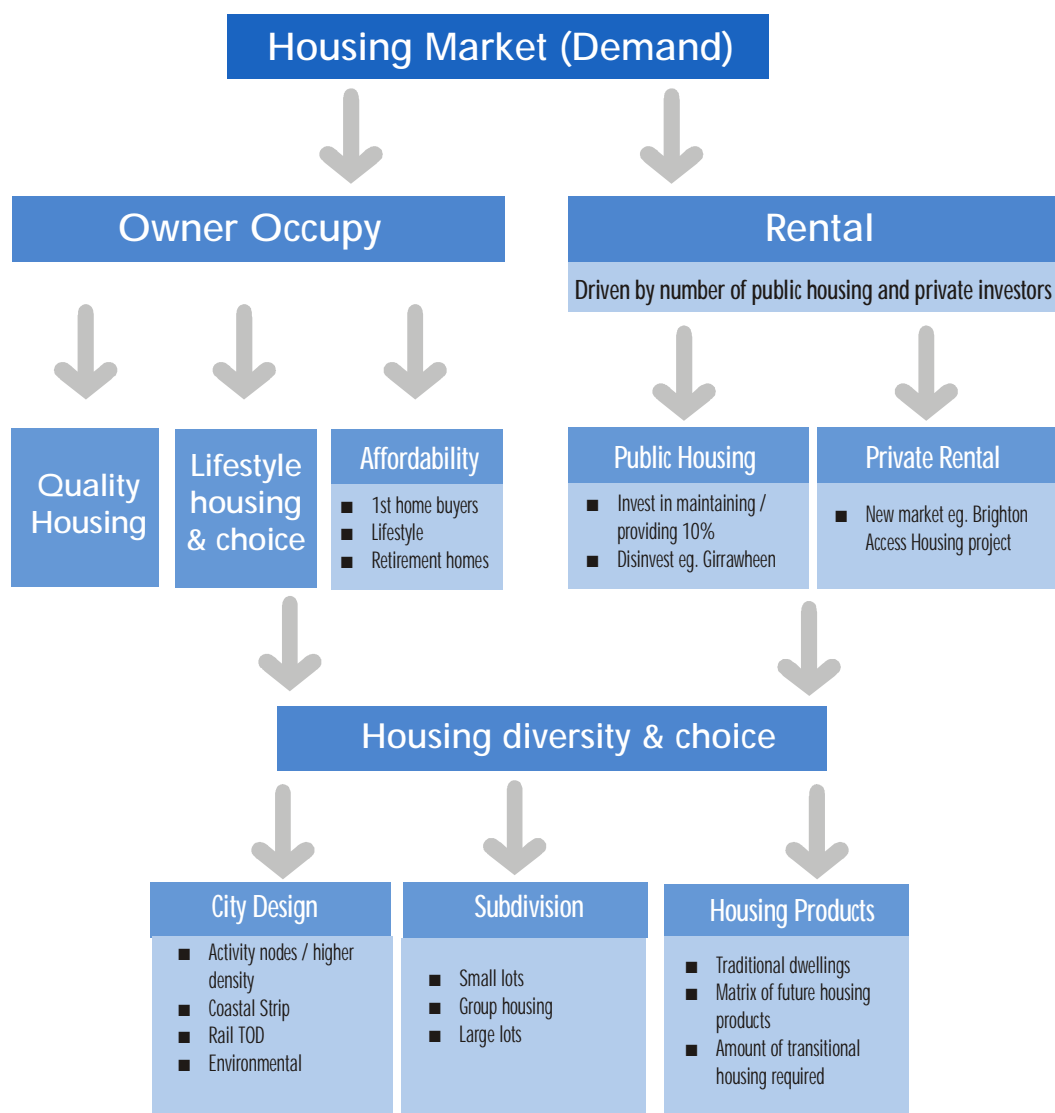 Housing Market (Demand)
Owner Occupy
Rental
Driven by number of public housing and private investors
Quality
Housing
Lifestyle
housing
& choice
Affordability
■ 1st home buyers
■ Lifestyle
■ Retirement homes
Public Housing
■ Invest in maintaining /
providing 10%
■ Disinvest eg. Girrawheen
Private Rental
■ New market eg. Brighton
Access Housing project
Housing diversity & choice
City Design
■ Activity nodes / higher
density
■ Coastal Strip
■ Rail TOD
■ Environmental
Subdivision
■ Small lots
■ Group housing
■ Large lots
Housing Products
■ Traditional dwellings
■ Matrix of future housing
products
■ Amount of transitional
housing required